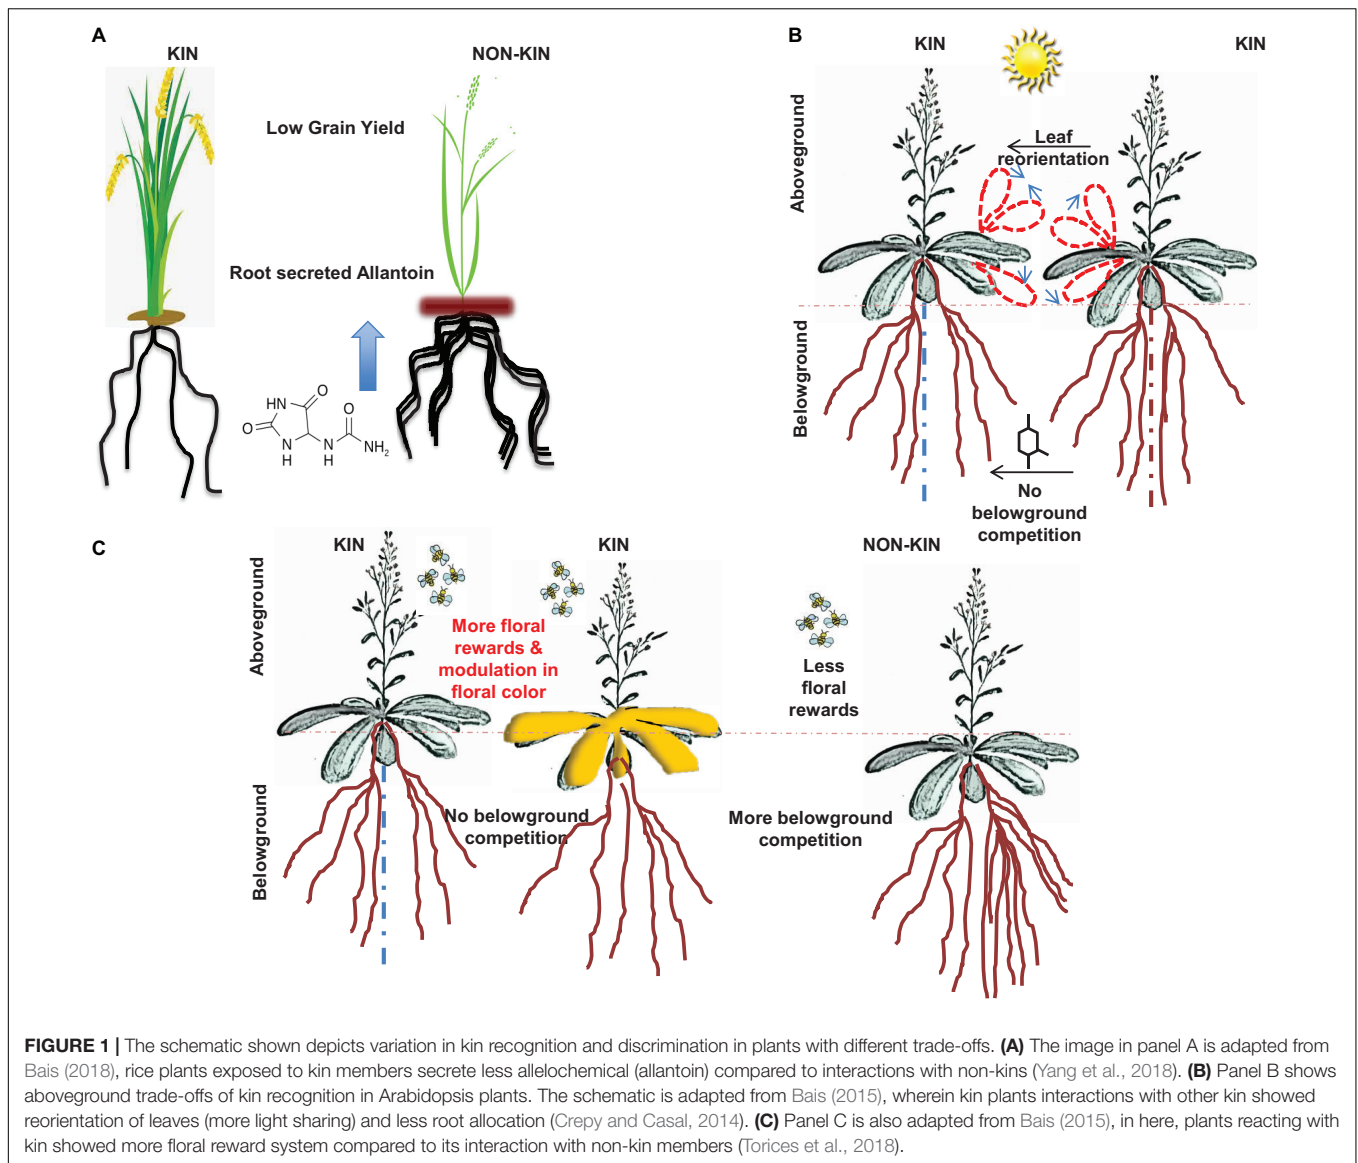 A
KIN
NON-KIN
Low Grain Yield
Root secreted Allantoin
HN
O
O
O
N
H
N
H
NH2
B
KIN
KIN
Aboveground
Leaf
reorientation
Belowground
No
belowground
competition
C
KIN
KIN
NON-KIN
Aboveground
More floral
rewards &
modulation in
floral color
Less
floral
rewards
Belowground
No belowground
competition
More belowground
competition
FIGURE 1 | The schematic shown depicts variation in kin recognition and discrimination in plants with different trade-offs. (A) The image in panel A is adapted from
Bais (2018), rice plants exposed to kin members secrete less allelochemical (allantoin) compared to interactions with non-kins (Yang et al., 2018). (B) Panel B shows
aboveground trade-offs of kin recognition in Arabidopsis plants. The schematic is adapted from Bais (2015), wherein kin plants interactions with other kin showed
reorientation of leaves (more light sharing) and less root allocation (Crepy and Casal, 2014). (C) Panel C is also adapted from Bais (2015), in here, plants reacting with
kin showed more floral reward system compared to its interaction with non-kin members (Torices et al., 2018).